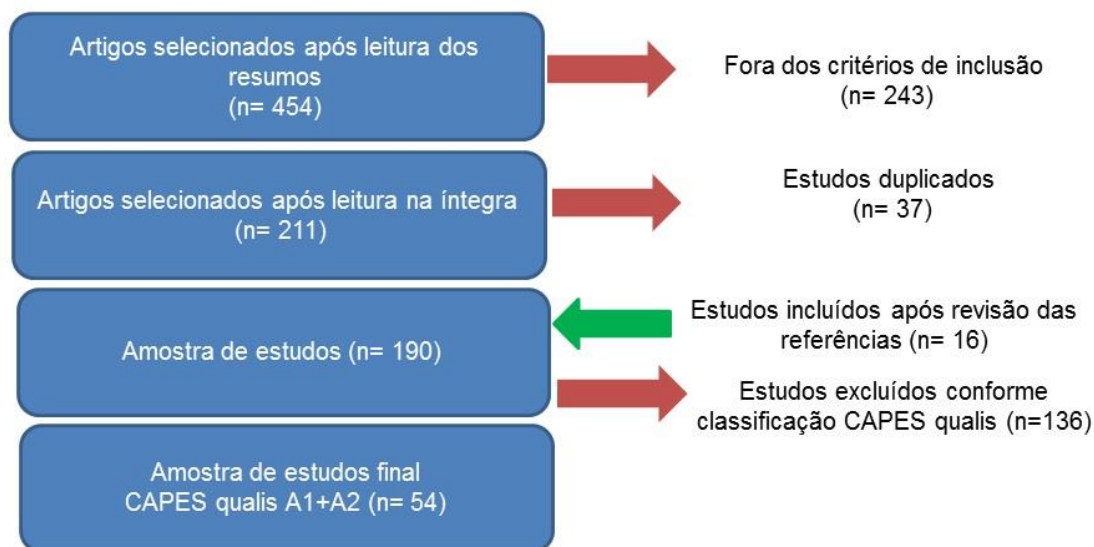 Artigos selecionados após leitura dos
resumos
(n= 454)
Fora dos critérios de inclusão
(n= 243)
Artigos selecionados após leitura na íntegra
(n= 211)
Estudos duplicados
(n= 37)
Amostra de estudos (n= 190)
Estudos incluídos após revisão das
referências (n= 16)
Estudos excluídos conforme
classificação CAPES qualis (n=136)
Amostra de estudos final
CAPES qualis A1+A2 (n= 54)